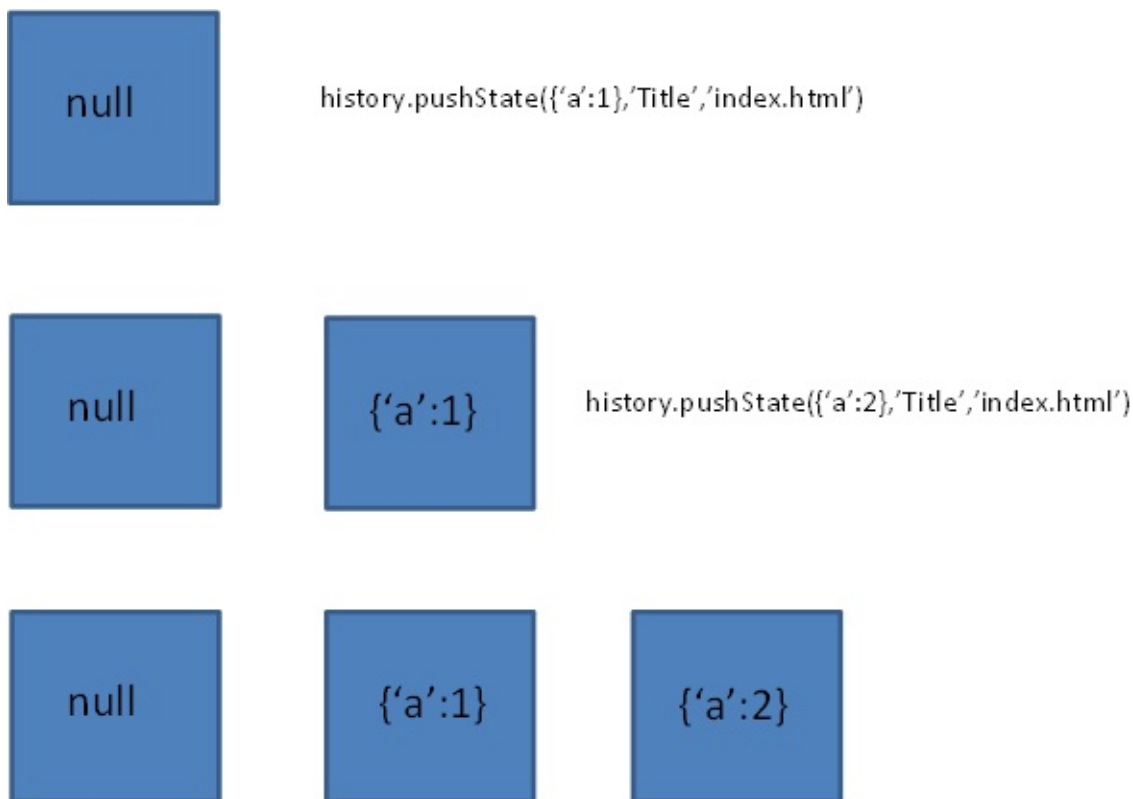 null
history.pushState({‘a’:1},’Title’,’index.html’)
null
{‘a’:1}
history.pushState({‘a’:2},’Title’,’index.html’)
null
{‘a’:1}
{‘a’:2}